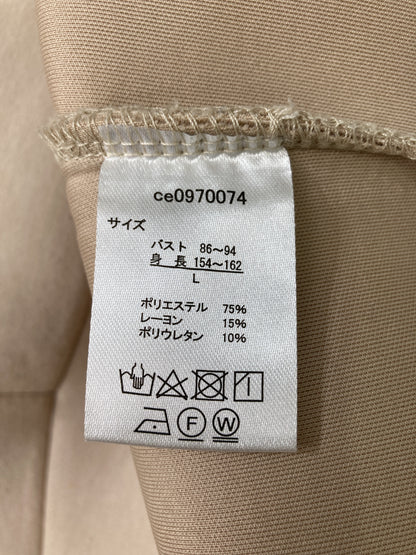 ce0970074
サイズ
バスト 86～94
身 長 154～162
L
ポリエステル 75%
レーヨン 15%
ポリウレタン 10%
F W